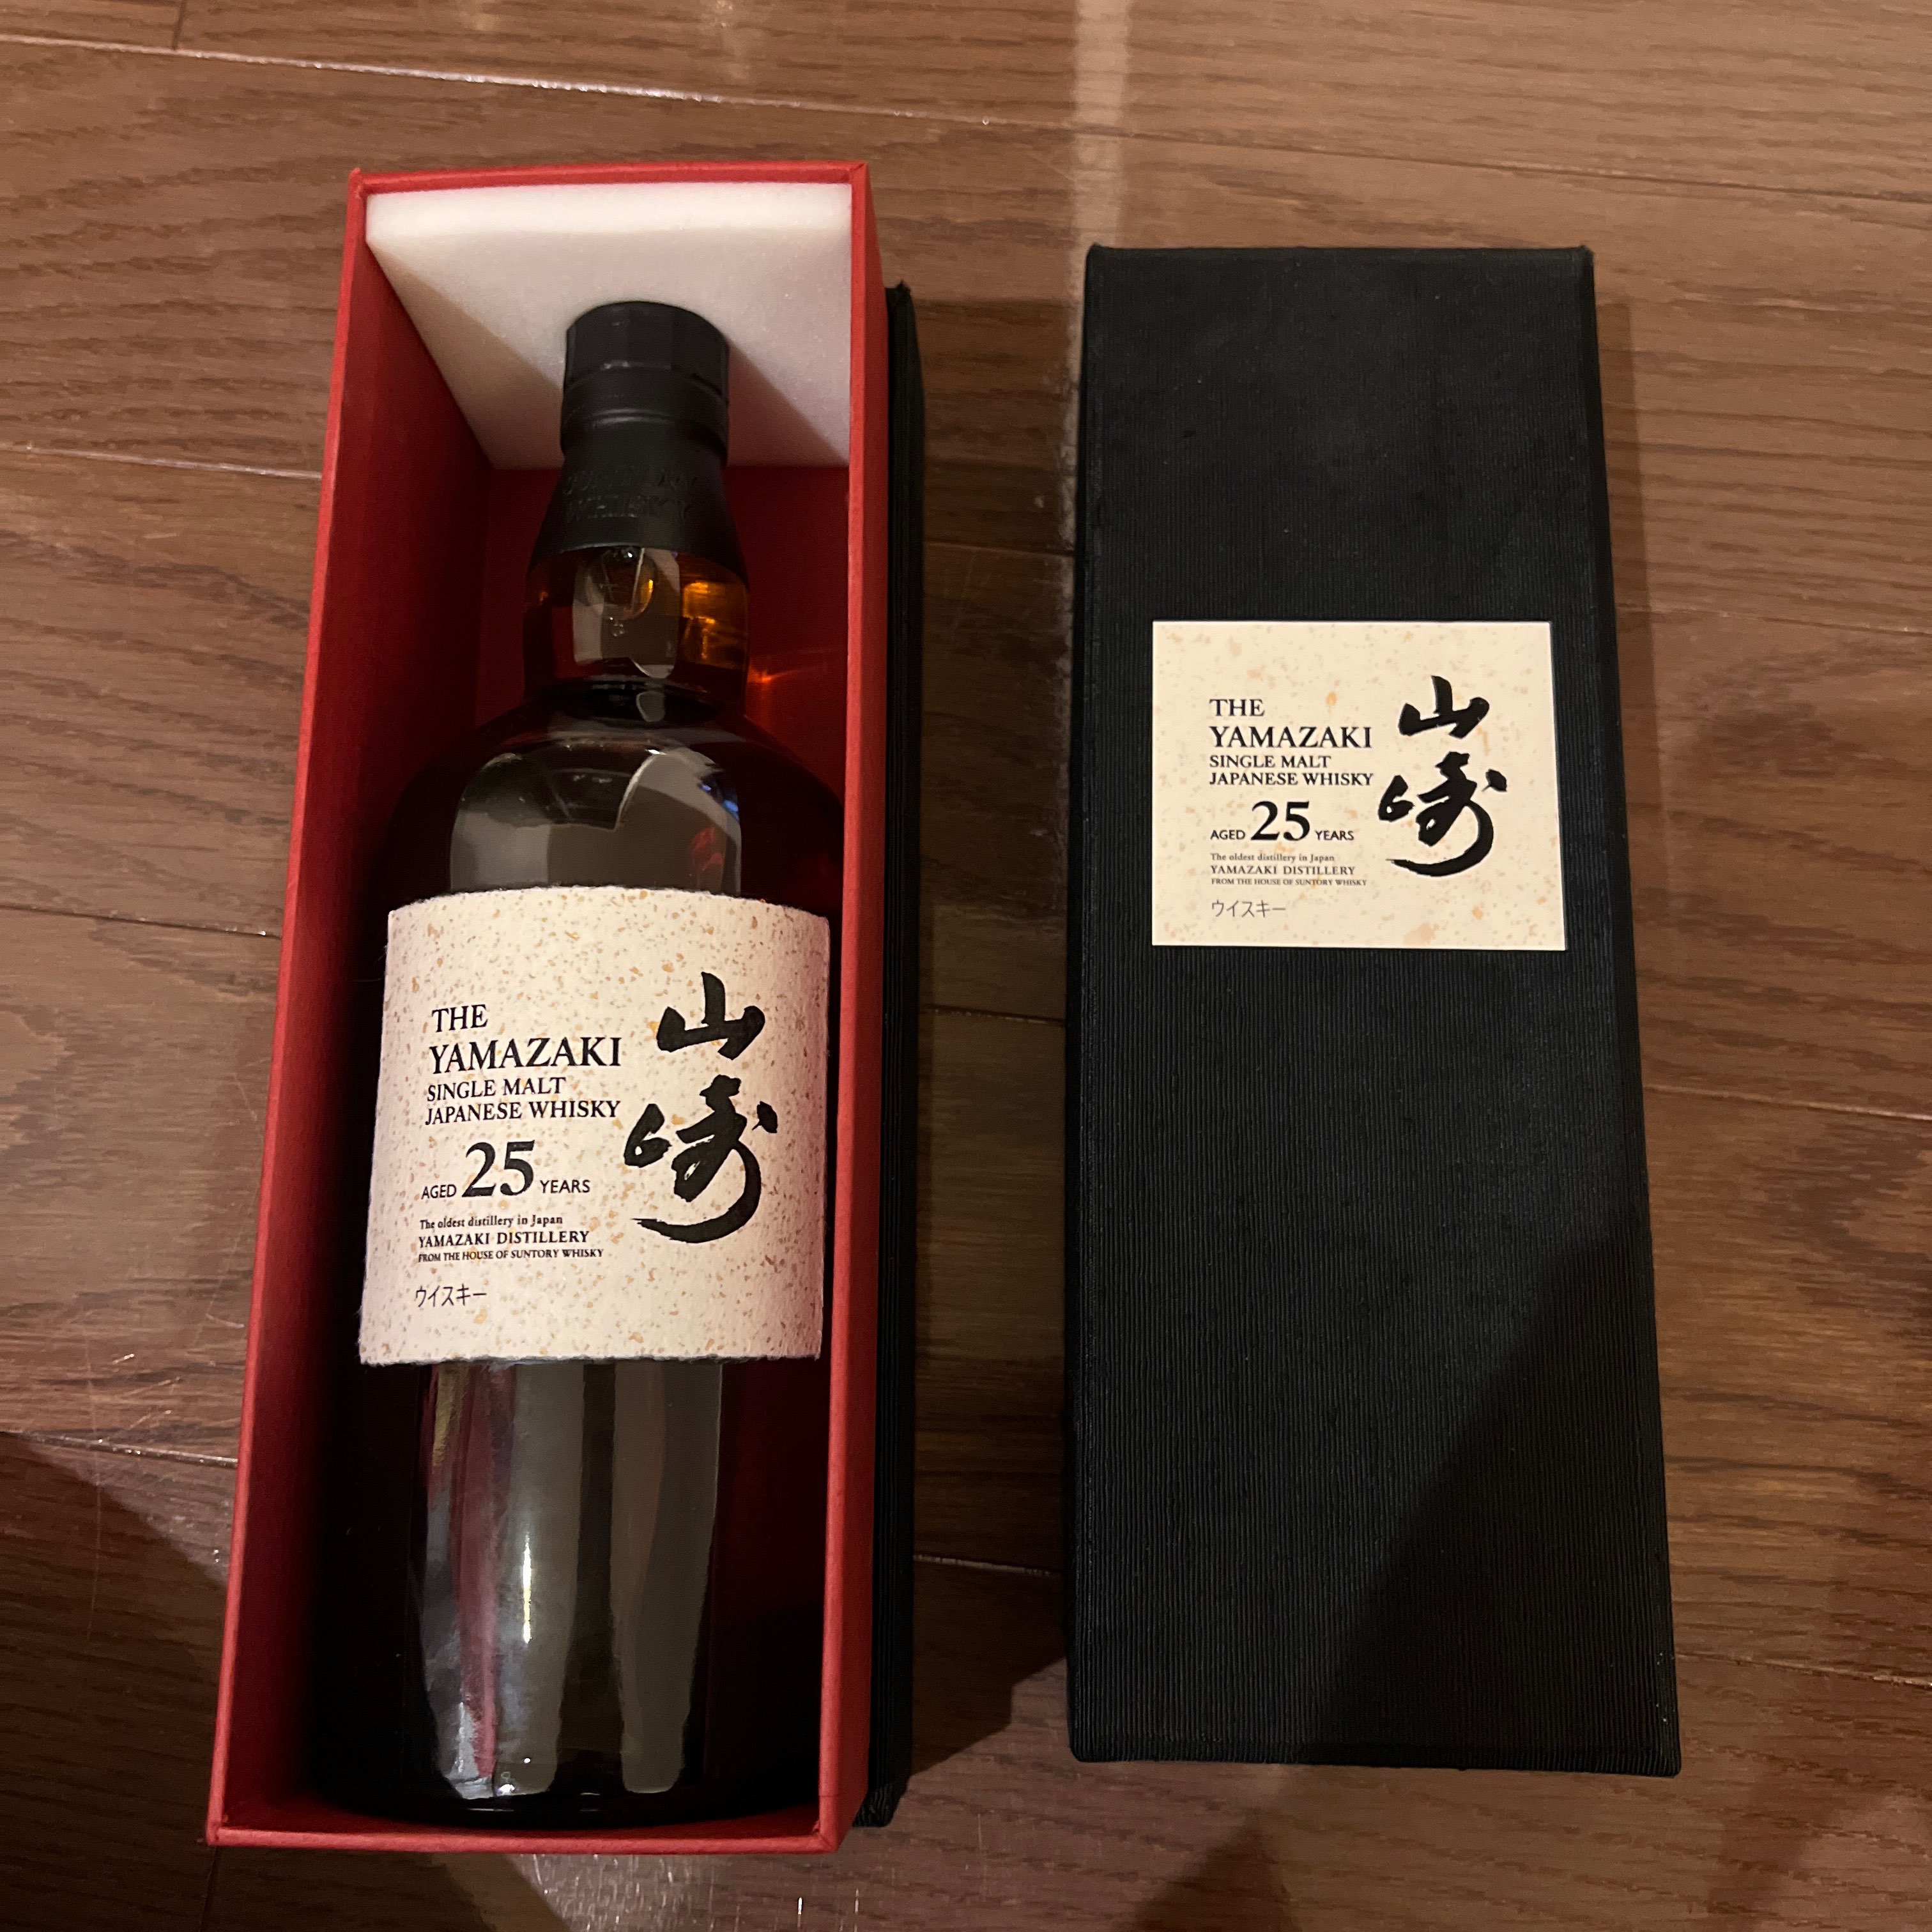 THE
YAMAZAKI
SINGLE MALT
JAPANESE WHISKY
AGED 25 YEARS
The oldest distillery in Japan
YAMAZAKI DISTILLERY
FROM THE HOUSE OF SUNTORY WHISKY
ウイスキー
山崎
THE
YAMAZAKI
SINGLE MALT
JAPANESE WHISKY
AGED 25 YEARS
The oldest distillery in Japan
YAMAZAKI DISTILLERY
FROM THE HOUSE OF SUNTORY WHISKY
ウイスキー
山崎